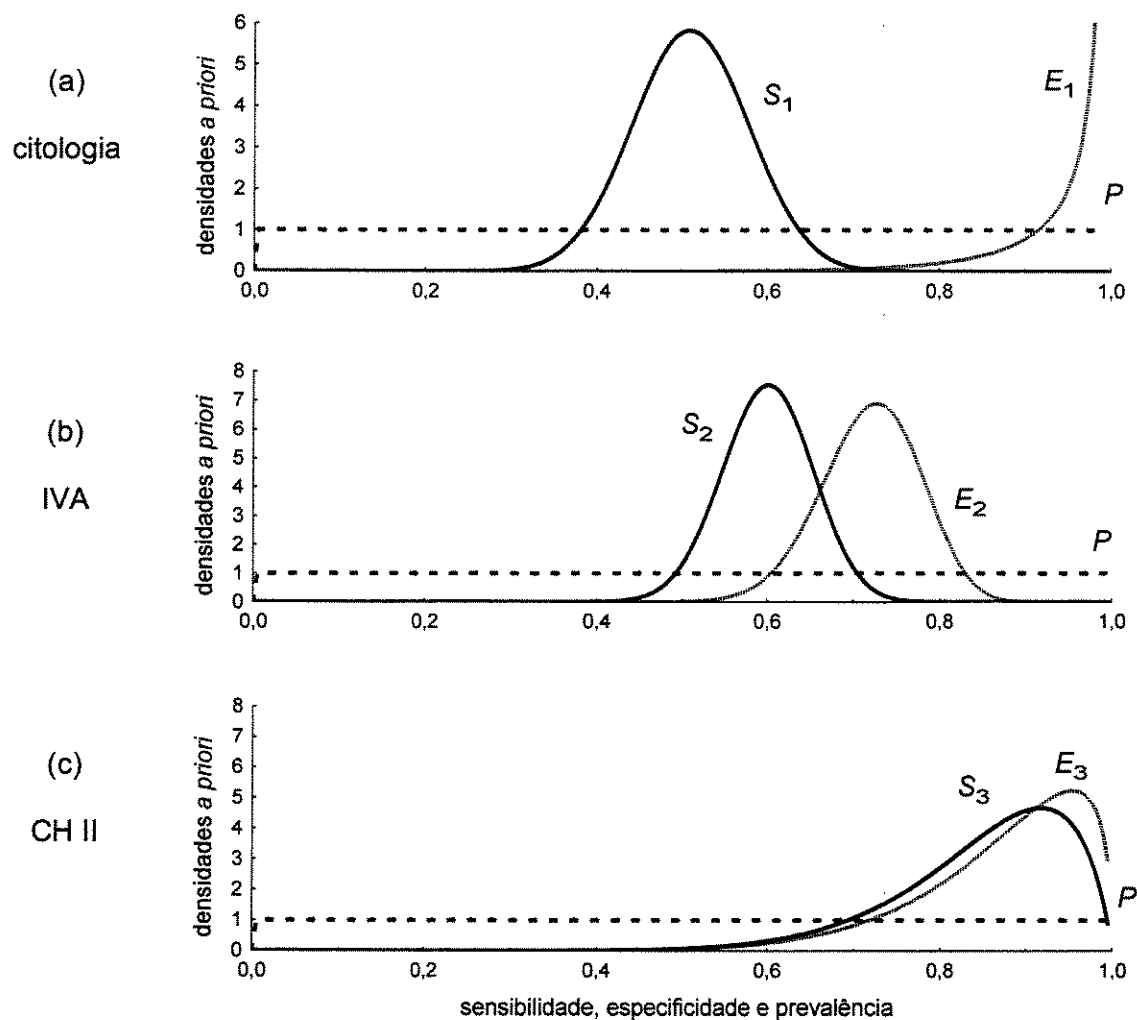 (a)
citologia
densidades a priori
6
5
4
3
2
1
0
S1
E1
P
0,0 0,2 0,4 0,6 0,8 1,0
(b)
IVA
densidades a priori
8
7
6
5
4
3
2
1
0
S2
E2
P
0,0 0,2 0,4 0,6 0,8 1,0
(c)
CH II
densidades a priori
8
7
6
5
4
3
2
1
0
S3
E3
P
0,0 0,2 0,4 0,6 0,8 1,0
sensibilidade, especificidade e prevalência